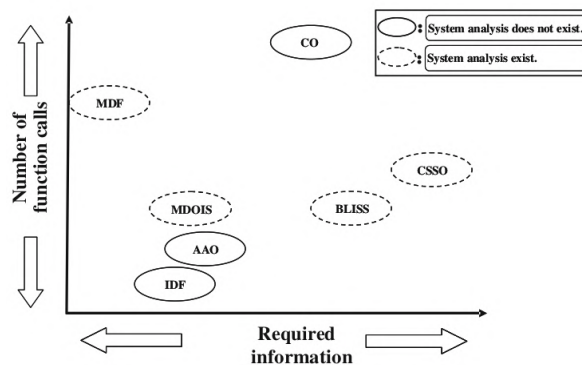 : System analysis does not exist.
: System analysis exist.
CO
MDF
CSSO
MDOIS
BLISS
AAO
IDF
Number of
function calls
Required
information